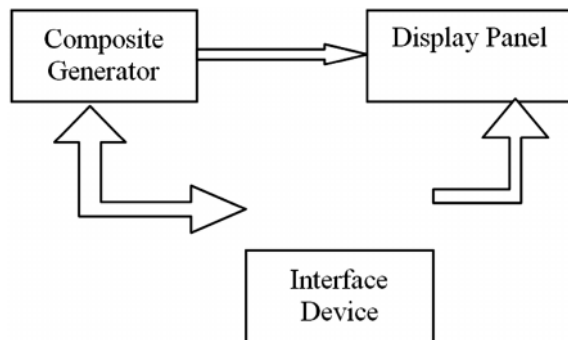 Composite
Generator
Display Panel
Interface
Device